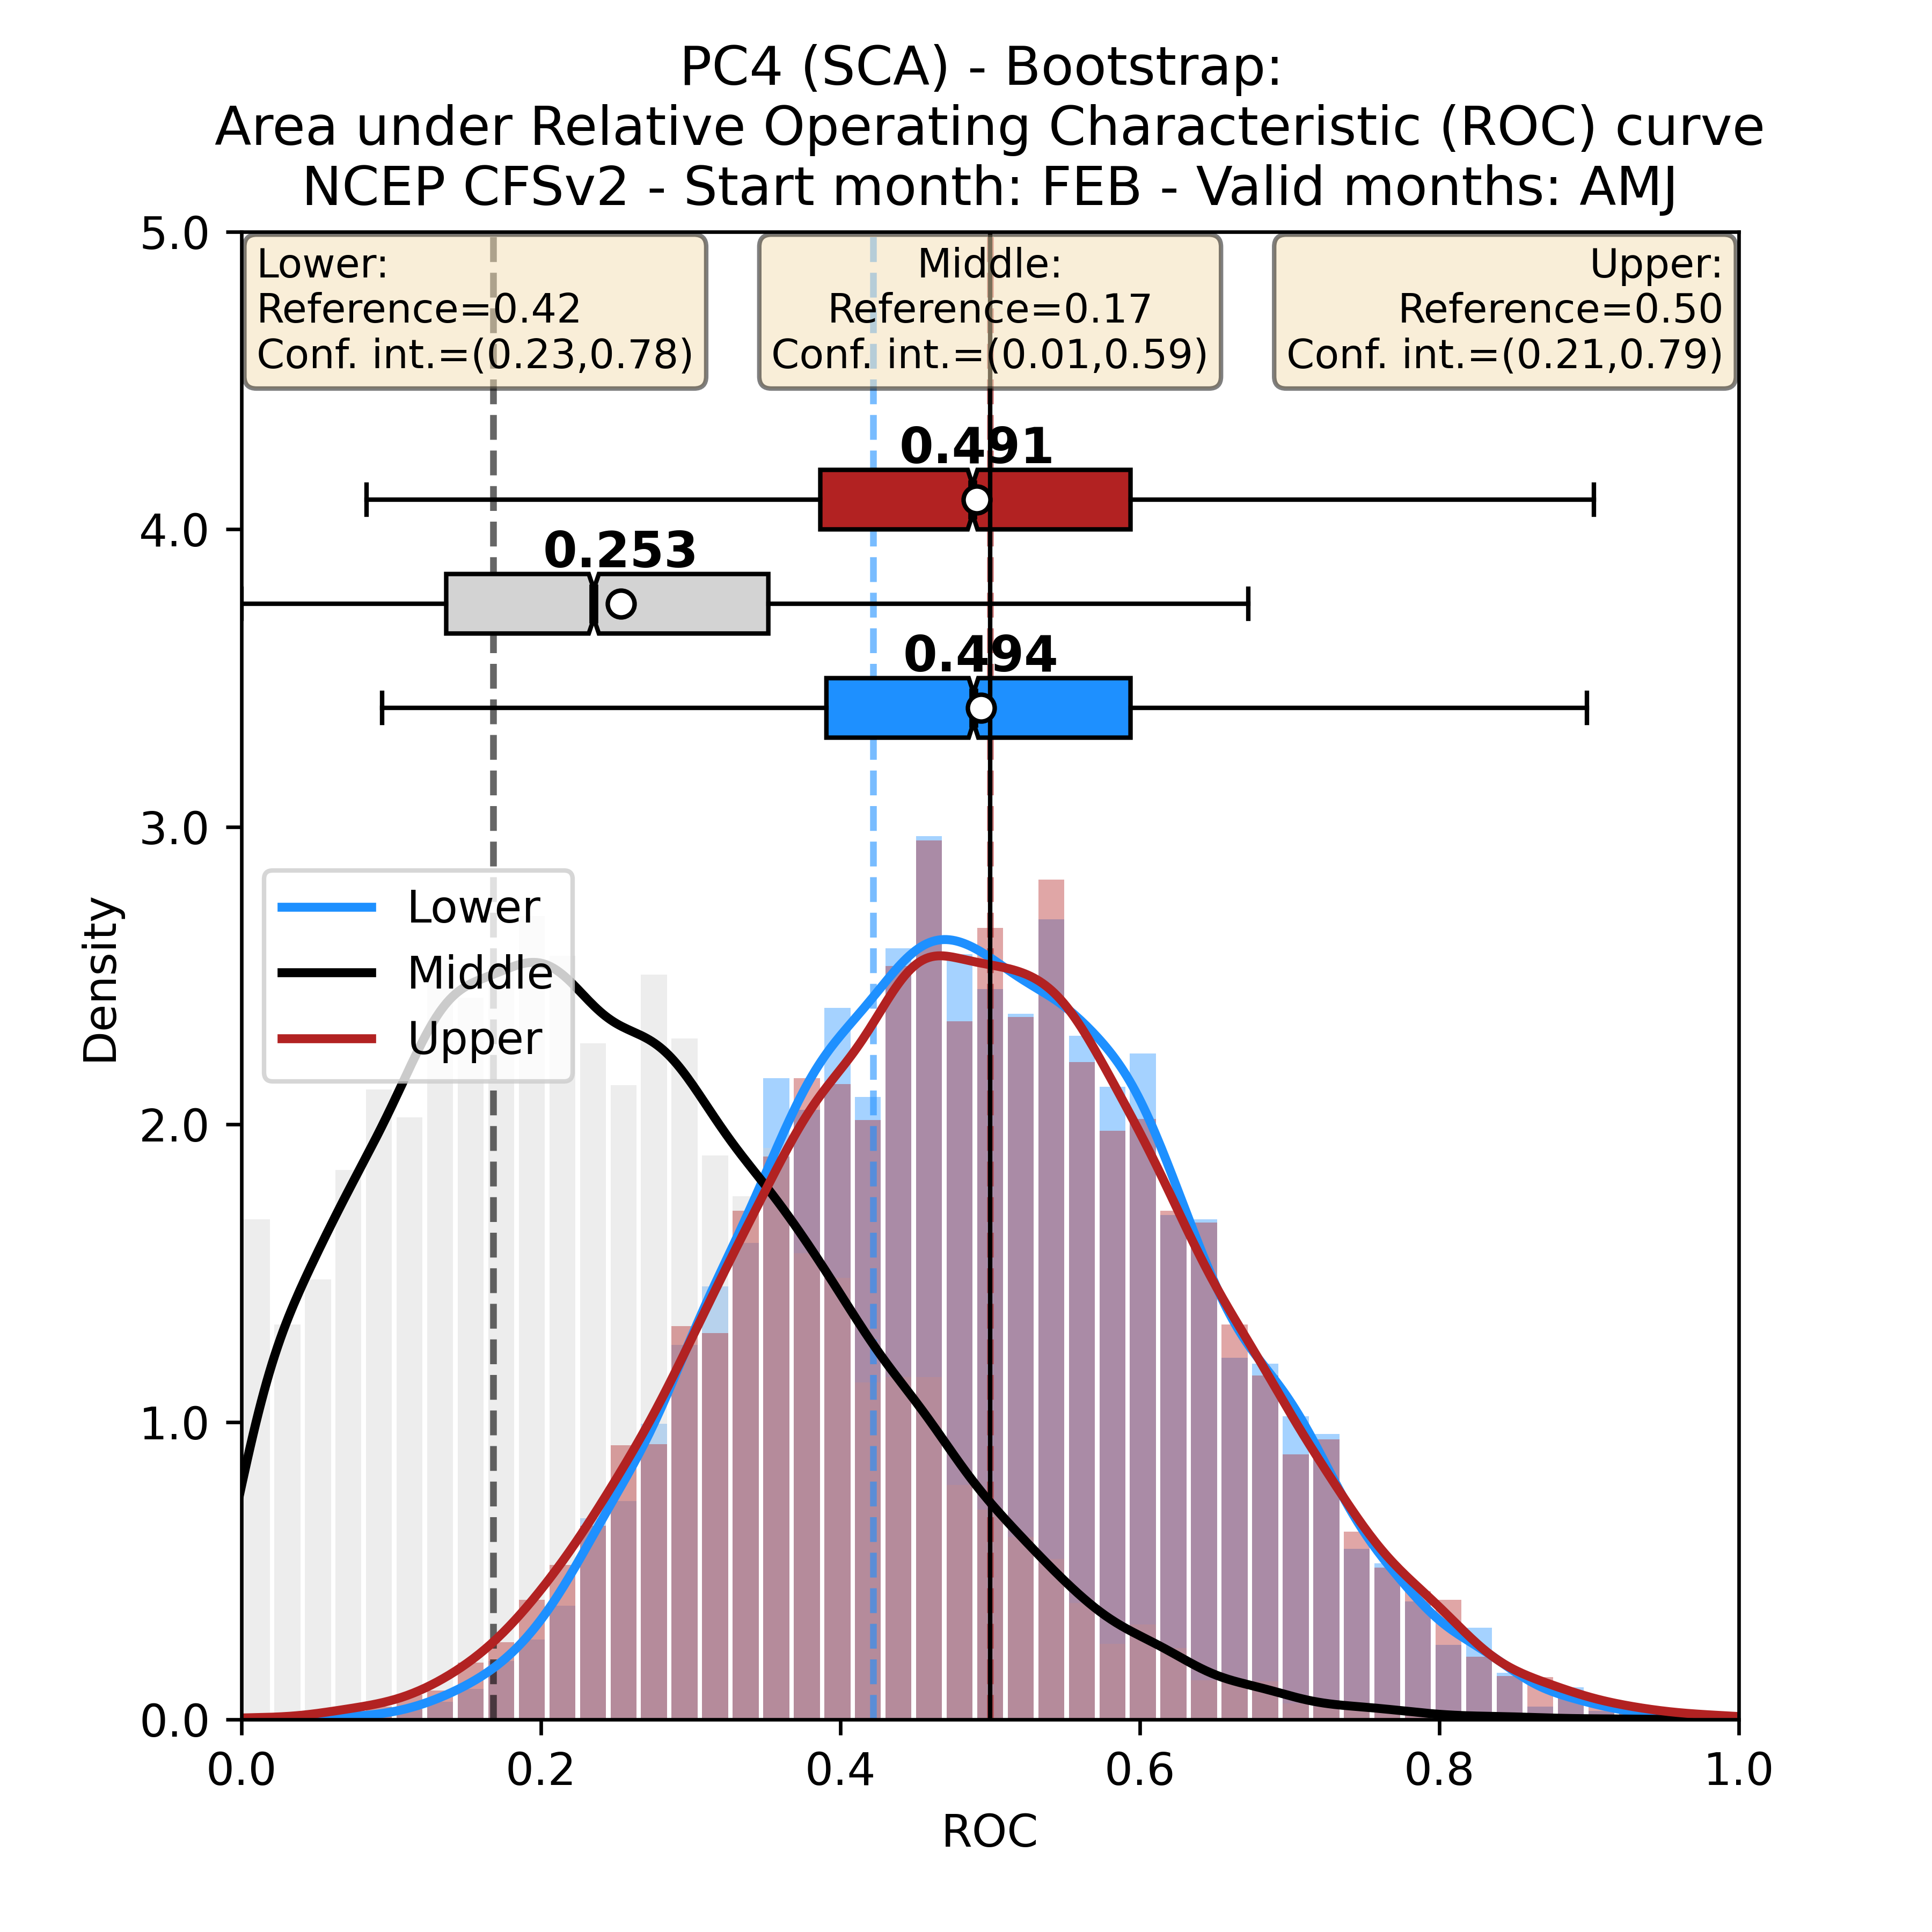 PC4 (SCA) - Bootstrap:
Area under Relative Operating Characteristic (ROC) curve
NCEP CFSv2 - Start month: FEB - Valid months: AMJ
5.0
Lower:
Reference=0.42
Conf. int.=(0.23,0.78)
Middle:
Reference=0.17
Conf. int.=(0.01,0.59)
Upper:
Reference=0.50
Conf. int.=(0.21,0.79)
0.491
4.0
0.253
0.494
3.0
Lower
Middle
Upper
Density
2.0
1.0
0.0
0.0
0.2
0.4
0.6
0.8
1.0
ROC